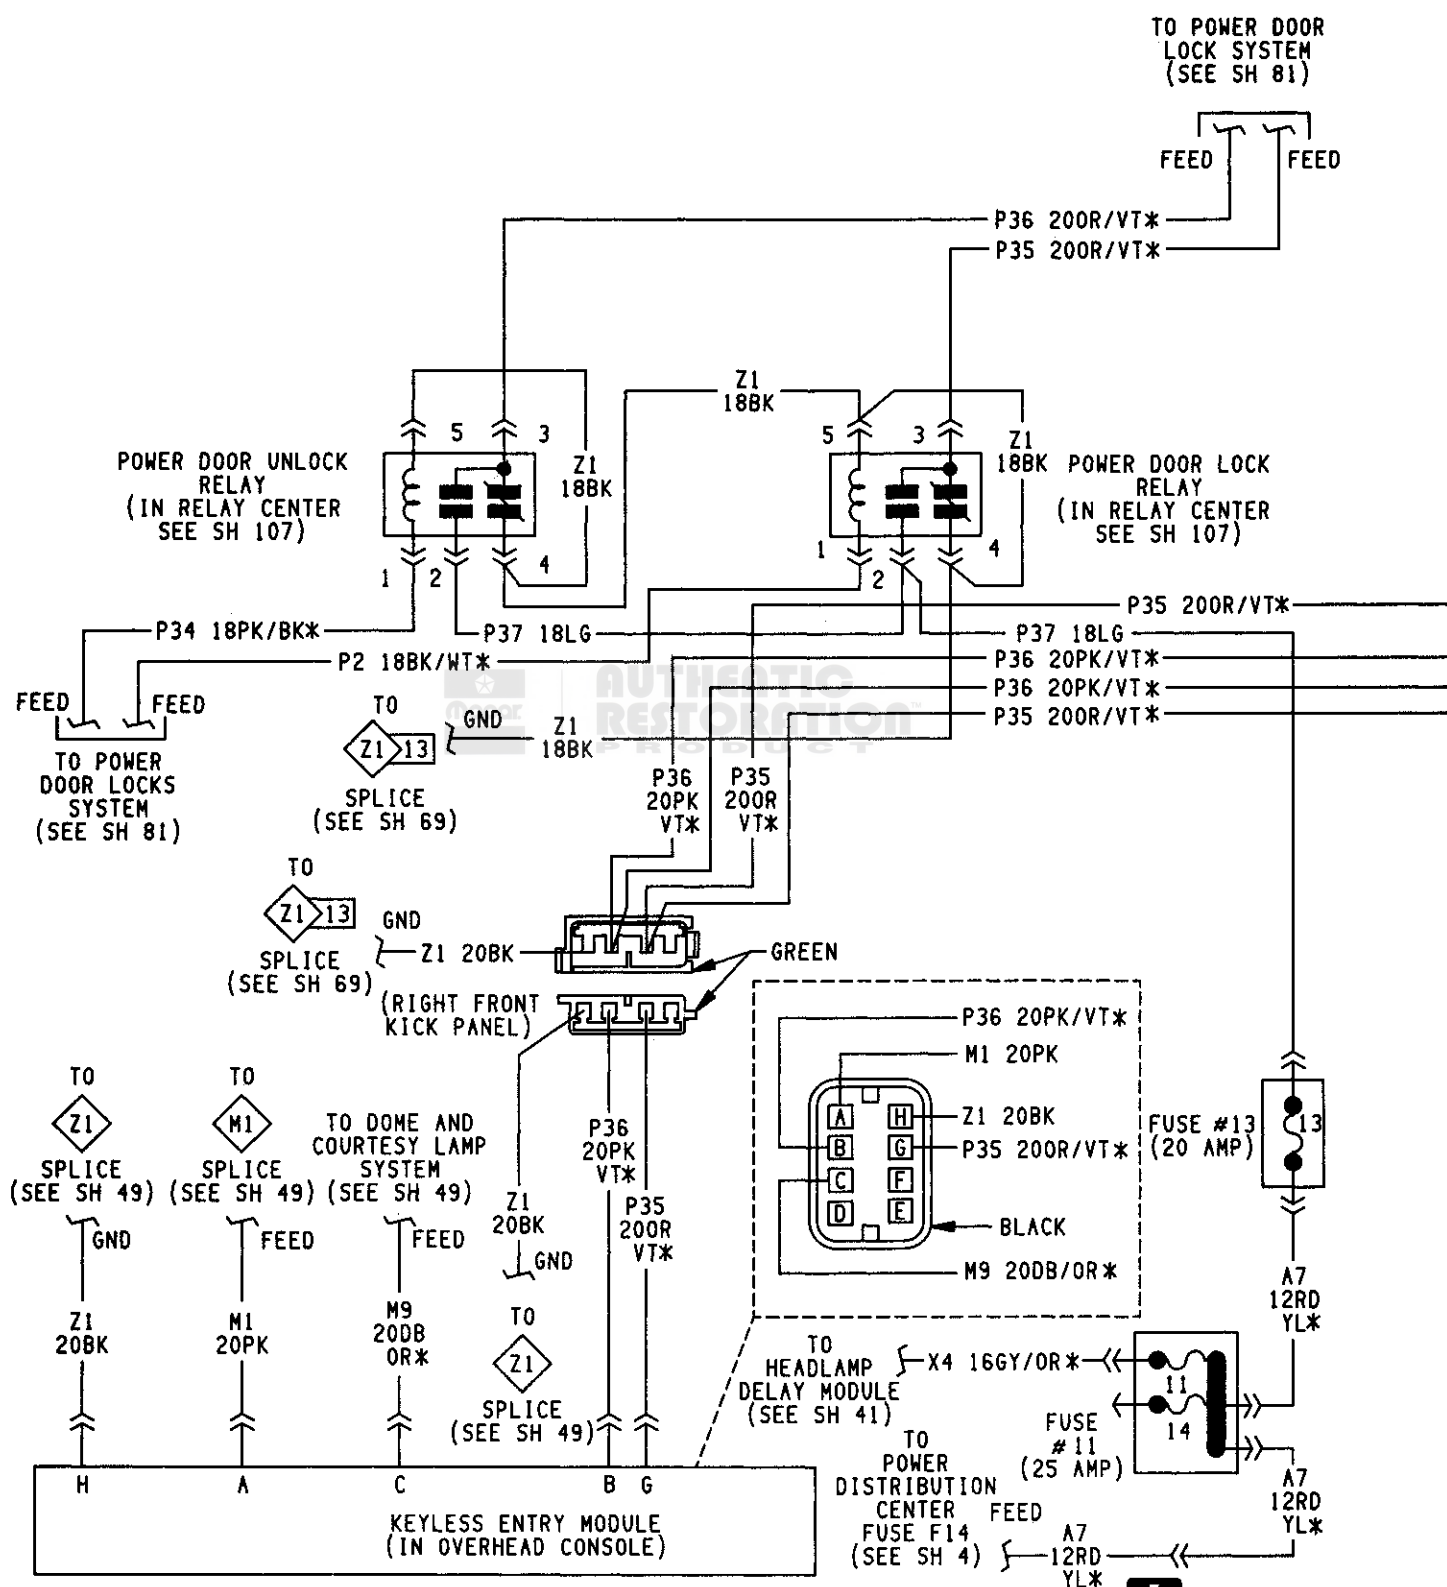 TO POWER DOOR
LOCK SYSTEM
(SEE SH 81)
FEED
FEED
P36 20OR/VT*
P35 20OR/VT*
Z1
18BK
5
3
5
3
Z1
18BK
Z1
18BK
POWER DOOR UNLOCK
RELAY
(IN RELAY CENTER
SEE SH 107)
POWER DOOR LOCK
RELAY
(IN RELAY CENTER
SEE SH 107)
1
2
4
1
2
4
P35 20OR/VT*
P34 18PK/BK*
P37 18LG
P37 18LG
P2 18BK/WT*
P36 20PK/VT*
P36 20PK/VT*
P35 20OR/VT*
Mopar
AUTHENTIC
RESTORATION™
PRODUCT
FEED
FEED
TO POWER
DOOR LOCKS
SYSTEM
(SEE SH 81)
TO
Z1 13
SPLICE
(SEE SH 69)
GND
Z1
18BK
P36
20PK
VT*
P35
20OR
VT*
TO
Z1 13
SPLICE
(SEE SH 69)
GND
Z1 20BK
GREEN
(RIGHT FRONT
KICK PANEL)
P36 20PK/VT*
M1 20PK
A
H
Z1 20BK
B
G
P35 20OR/VT*
C
F
D
E
BLACK
M9 20DB/OR*
FUSE #13
(20 AMP)
13
TO
Z1
SPLICE
(SEE SH 49)
GND
Z1
20BK
TO
M1
SPLICE
(SEE SH 49)
FEED
M1
20PK
TO DOME AND
COURTESY LAMP
SYSTEM
(SEE SH 49)
FEED
M9
20DB
OR*
Z1
20BK
GND
TO
Z1
SPLICE
(SEE SH 49)
P36
20PK
VT*
P35
20OR
VT*
A7
12RD
YL*
TO
HEADLAMP
DELAY MODULE
(SEE SH 41)
X4 16GY/OR*
11
14
FUSE
#11
(25 AMP)
A7
12RD
YL*
TO
POWER
DISTRIBUTION
CENTER
FUSE F14
(SEE SH 4)
FEED
A7
12RD
YL*
H
A
C
B
G
KEYLESS ENTRY MODULE
(IN OVERHEAD CONSOLE)